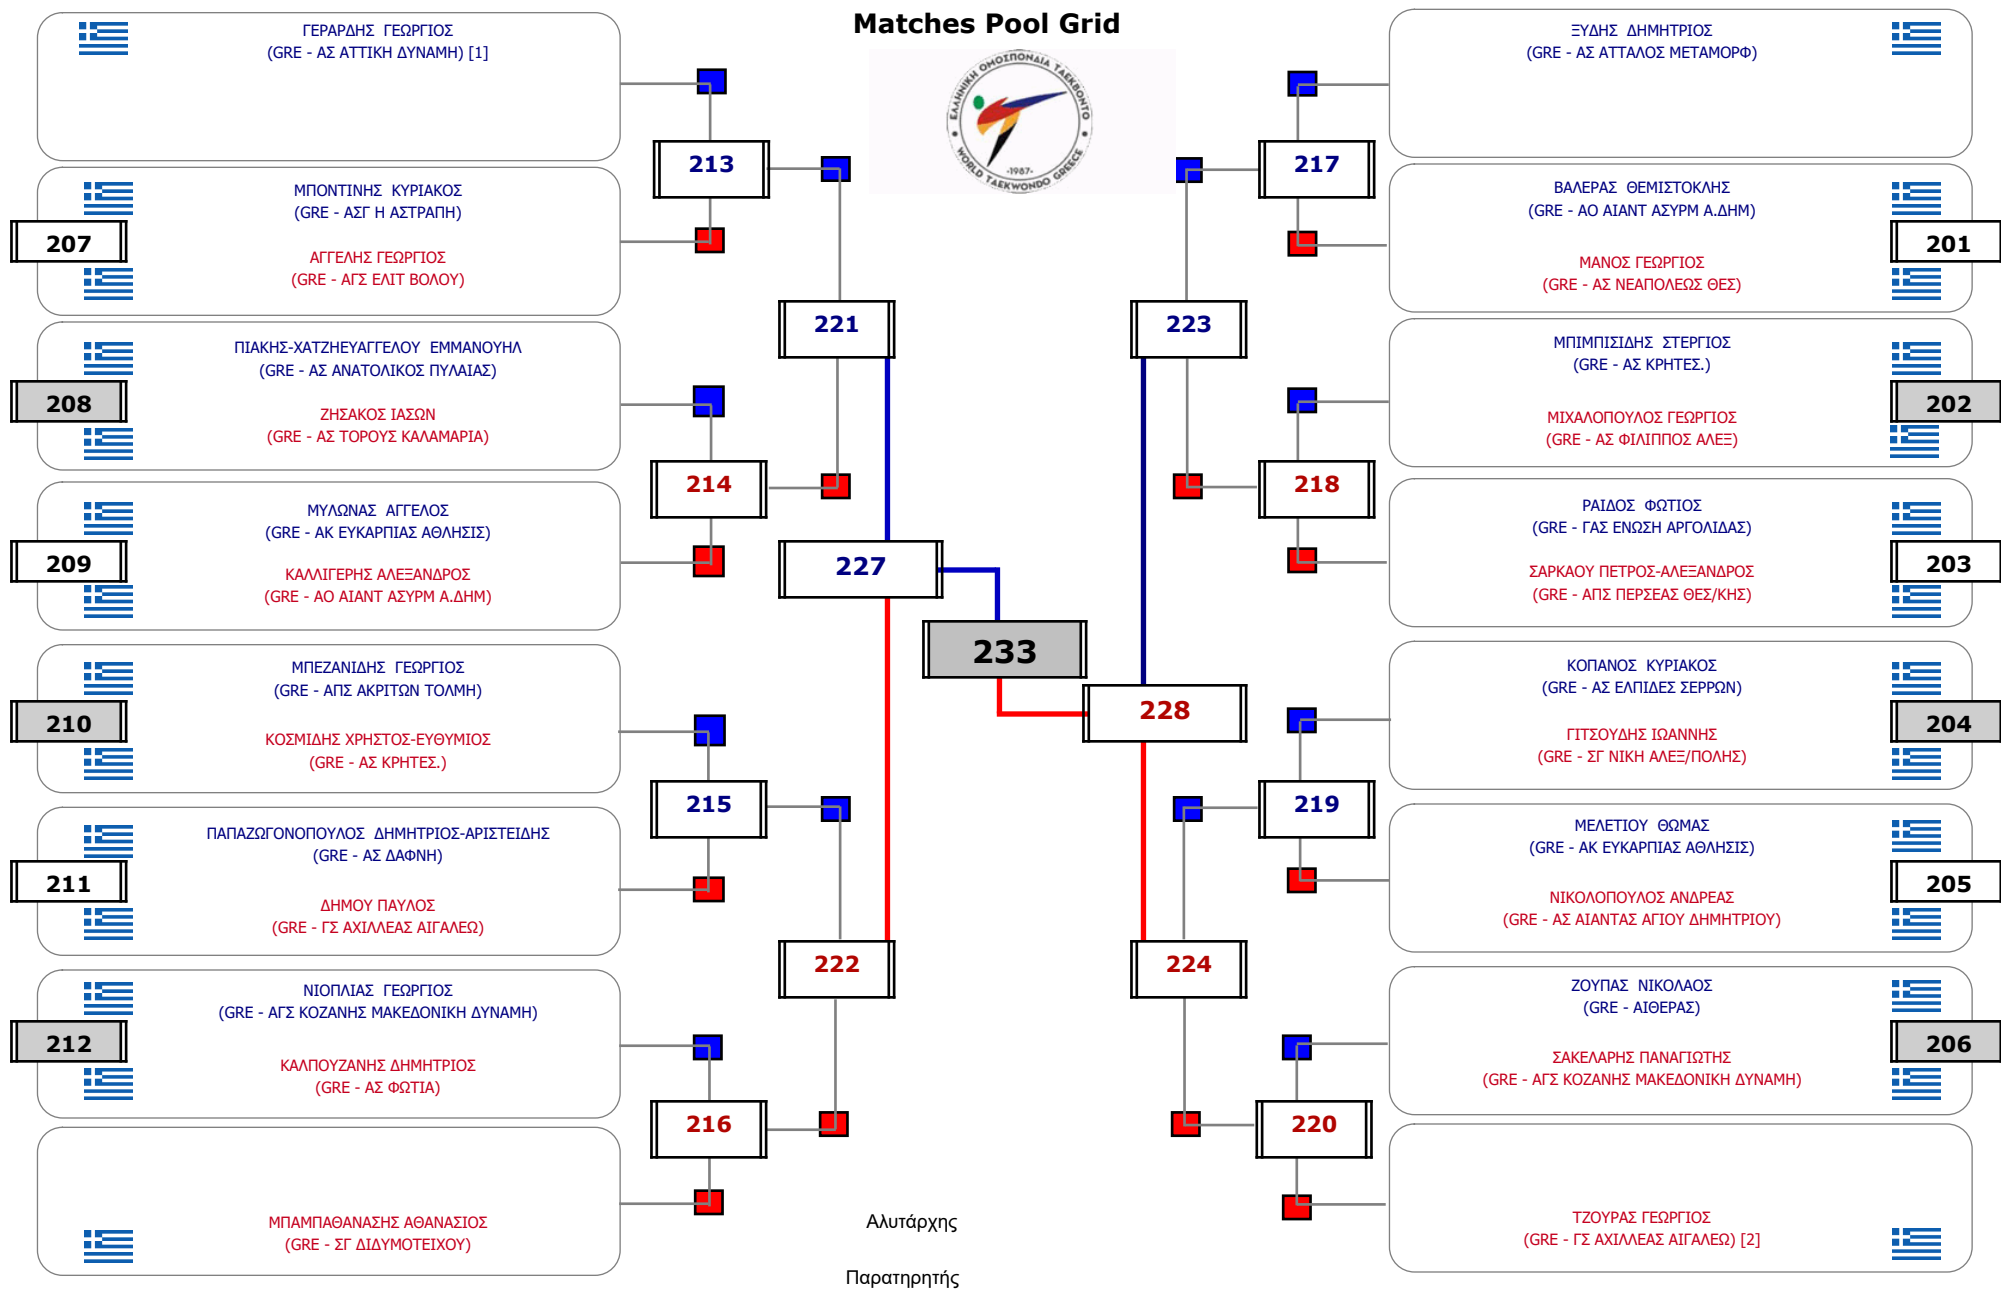 Matches Pool Grid
ΓΕΡΑΡΔΗΣ ΓΕΩΡΓΙΟΣ
(GRE - ΑΣ ΑΤΤΙΚΗ ΔΥΝΑΜΗ) [1]
207
ΜΠΟΝΤΙΝΗΣ ΚΥΡΙΑΚΟΣ
(GRE - ΑΣΓ Η ΑΣΤΡΑΠΗ)
ΑΓΓΕΛΗΣ ΓΕΩΡΓΙΟΣ
(GRE - ΑΓΣ ΕΛΙΤ ΒΟΛΟΥ)
208
ΠΙΑΚΗΣ-ΧΑΤΖΗΕΥΑΓΓΕΛΟΥ ΕΜΜΑΝΟΥΗΛ
(GRE - ΑΣ ΑΝΑΤΟΛΙΚΟΣ ΠΥΛΑΙΑΣ)
ΖΗΣΑΚΟΣ ΙΑΣΩΝ
(GRE - ΑΣ ΤΟΡΟΥΣ ΚΑΛΑΜΑΡΙΑ)
209
ΜΥΛΩΝΑΣ ΑΓΓΕΛΟΣ
(GRE - ΑΚ ΕΥΚΑΡΠΙΑΣ ΑΘΛΗΣΙΣ)
ΚΑΛΛΙΓΕΡΗΣ ΑΛΕΞΑΝΔΡΟΣ
(GRE - ΑΟ ΑΙΑΝΤ ΑΣΥΡΜ Α.ΔΗΜ)
210
ΜΠΕΖΑΝΙΔΗΣ ΓΕΩΡΓΙΟΣ
(GRE - ΑΠΣ ΑΚΡΙΤΩΝ ΤΟΛΜΗ)
ΚΟΣΜΙΔΗΣ ΧΡΗΣΤΟΣ-ΕΥΘΥΜΙΟΣ
(GRE - ΑΣ ΚΡΗΤΕΣ.)
211
ΠΑΠΑΖΩΓΟΝΟΠΟΥΛΟΣ ΔΗΜΗΤΡΙΟΣ-ΑΡΙΣΤΕΙΔΗΣ
(GRE - ΑΣ ΔΑΦΝΗ)
ΔΗΜΟΥ ΠΑΥΛΟΣ
(GRE - ΓΣ ΑΧΙΛΛΕΑΣ ΑΙΓΑΛΕΩ)
212
ΝΙΟΠΛΙΑΣ ΓΕΩΡΓΙΟΣ
(GRE - ΑΓΣ ΚΟΖΑΝΗΣ ΜΑΚΕΔΟΝΙΚΗ ΔΥΝΑΜΗ)
ΚΑΛΠΟΥΖΑΝΗΣ ΔΗΜΗΤΡΙΟΣ
(GRE - ΑΣ ΦΩΤΙΑ)
ΜΠΑΜΠΑΘΑΝΑΣΗΣ ΑΘΑΝΑΣΙΟΣ
(GRE - ΣΓ ΔΙΔΥΜΟΤΕΙΧΟΥ)
213
214
215
216
221
222
227
233
228
223
224
217
218
219
220
ΕΛΛΗΝΙΚΗ ΟΜΟΣΠΟΝΔΙΑ ΤΑΕΚΒΟΝΤΟ
-1987-
WORLD TAEKWONDO GREECE
ΞΥΔΗΣ ΔΗΜΗΤΡΙΟΣ
(GRE - ΑΣ ΑΤΤΑΛΟΣ ΜΕΤΑΜΟΡΦ)
ΒΑΛΕΡΑΣ ΘΕΜΙΣΤΟΚΛΗΣ
(GRE - ΑΟ ΑΙΑΝΤ ΑΣΥΡΜ Α.ΔΗΜ)
201
ΜΑΝΟΣ ΓΕΩΡΓΙΟΣ
(GRE - ΑΣ ΝΕΑΠΟΛΕΩΣ ΘΕΣ)
ΜΠΙΜΠΙΣΙΔΗΣ ΣΤΕΡΓΙΟΣ
(GRE - ΑΣ ΚΡΗΤΕΣ.)
202
ΜΙΧΑΛΟΠΟΥΛΟΣ ΓΕΩΡΓΙΟΣ
(GRE - ΑΣ ΦΙΛΙΠΠΟΣ ΑΛΕΞ)
ΡΑΙΔΟΣ ΦΩΤΙΟΣ
(GRE - ΓΑΣ ΕΝΩΣΗ ΑΡΓΟΛΙΔΑΣ)
203
ΣΑΡΚΑΟΥ ΠΕΤΡΟΣ-ΑΛΕΞΑΝΔΡΟΣ
(GRE - ΑΠΣ ΠΕΡΣΕΑΣ ΘΕΣ/ΚΗΣ)
ΚΟΠΑΝΟΣ ΚΥΡΙΑΚΟΣ
(GRE - ΑΣ ΕΛΠΙΔΕΣ ΣΕΡΡΩΝ)
204
ΓΙΤΣΟΥΔΗΣ ΙΩΑΝΝΗΣ
(GRE - ΣΓ ΝΙΚΗ ΑΛΕΞ/ΠΟΛΗΣ)
ΜΕΛΕΤΙΟΥ ΘΩΜΑΣ
(GRE - ΑΚ ΕΥΚΑΡΠΙΑΣ ΑΘΛΗΣΙΣ)
205
ΝΙΚΟΛΟΠΟΥΛΟΣ ΑΝΔΡΕΑΣ
(GRE - ΑΣ ΑΙΑΝΤΑΣ ΑΓΙΟΥ ΔΗΜΗΤΡΙΟΥ)
ΖΟΥΠΑΣ ΝΙΚΟΛΑΟΣ
(GRE - ΑΙΘΕΡΑΣ)
206
ΣΑΚΕΛΑΡΗΣ ΠΑΝΑΓΙΩΤΗΣ
(GRE - ΑΓΣ ΚΟΖΑΝΗΣ ΜΑΚΕΔΟΝΙΚΗ ΔΥΝΑΜΗ)
ΤΖΟΥΡΑΣ ΓΕΩΡΓΙΟΣ
(GRE - ΓΣ ΑΧΙΛΛΕΑΣ ΑΙΓΑΛΕΩ) [2]
Αλυτάρχης
Παρατηρητής